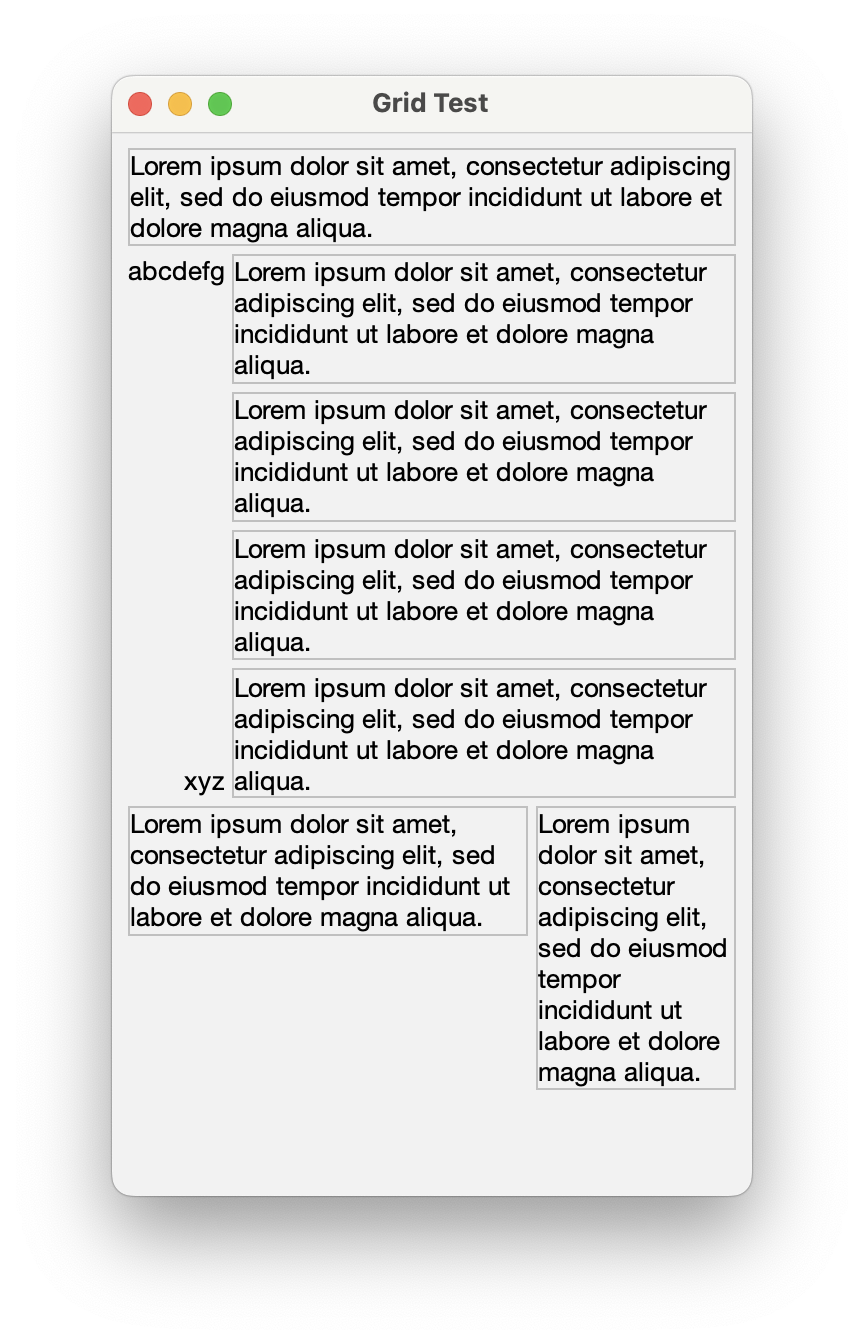 Grid Test
Lorem ipsum dolor sit amet, consectetur adipiscing
elit, sed do eiusmod tempor incididunt ut labore et
dolore magna aliqua.
abcdefg
Lorem ipsum dolor sit amet, consectetur
adipiscing elit, sed do eiusmod tempor
incididunt ut labore et dolore magna
aliqua.
Lorem ipsum dolor sit amet, consectetur
adipiscing elit, sed do eiusmod tempor
incididunt ut labore et dolore magna
aliqua.
Lorem ipsum dolor sit amet, consectetur
adipiscing elit, sed do eiusmod tempor
incididunt ut labore et dolore magna
aliqua.
xyz
Lorem ipsum dolor sit amet, consectetur
adipiscing elit, sed do eiusmod tempor
incididunt ut labore et dolore magna
aliqua.
Lorem ipsum dolor sit amet,
consectetur adipiscing elit, sed
do eiusmod tempor incididunt ut
labore et dolore magna aliqua.
Lorem ipsum
dolor sit amet,
consectetur
adipiscing elit,
sed do eiusmod
tempor
incididunt ut
labore et dolore
magna aliqua.